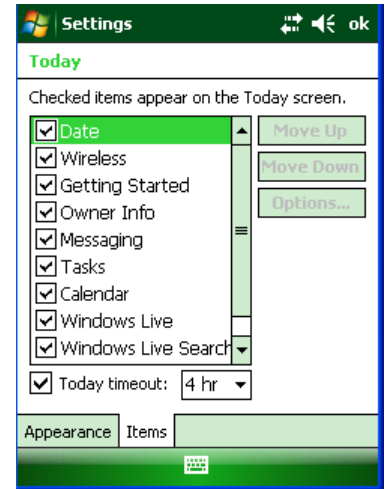 Settings ok
Today
Checked items appear on the Today screen.
Date
Move Up
Wireless
Move Down
Getting Started
Options...
Owner Info
Messaging
Tasks
Calendar
Windows Live
Windows Live Search
Today timeout: 4 hr
Appearance Items